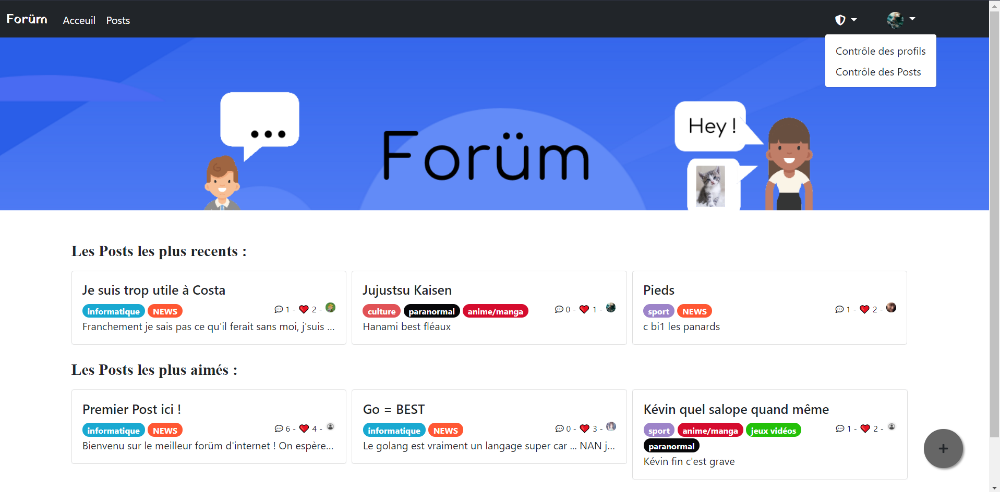 Forüm Acceuil Posts
Contrôle des profils
Contrôle des Posts
...
Hey !
Forüm
Les Posts les plus recents :
Je suis trop utile à Costa
informatique NEWS 1 - 2 -
Franchement je sais pas ce qu'il ferait sans moi, j'suis ...
Jujustsu Kaisen
culture paranormal anime/manga 0 - 1 -
Hanami best fléaux
Pieds
sport NEWS 1 - 2 -
c bi1 les panards
Les Posts les plus aimés :
Premier Post ici !
informatique NEWS 6 - 4 -
Bienvenu sur le meilleur forüm d'internet ! On espère...
Go = BEST
informatique NEWS 0 - 3 -
Le golang est vraiment un langage super car ... NAN j...
Kévin quel salope quand même
sport anime/manga jeux vidéos 1 - 2 -
paranormal
Kévin fin c'est grave
+